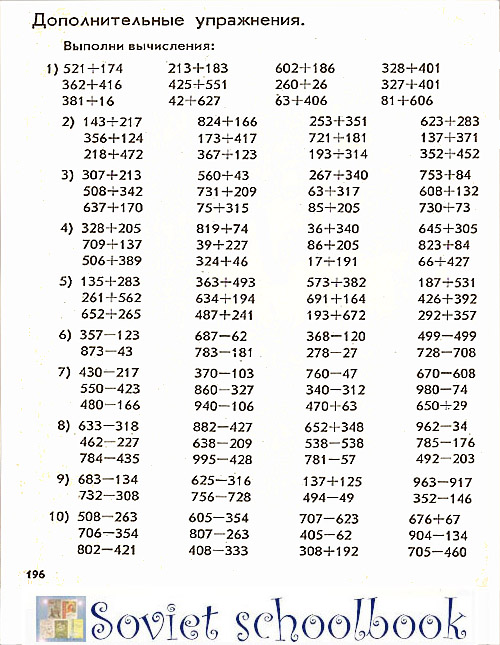 Дополнительные упражнения.
Выполни вычисления:
1) 521+174 213+183 602+186 328+401
362+416 425+551 260+26 327+401
381+16 42+627 63+406 81+606
2) 143+217 824+166 253+351 623+283
356+124 173+417 721+181 137+371
218+472 367+123 193+314 352+452
3) 307+213 560+43 267+340 753+84
508+342 731+209 63+317 608+132
637+170 75+315 85+205 730+73
4) 328+205 819+74 36+340 645+305
709+137 39+227 86+205 823+84
506+389 324+46 17+191 66+427
5) 135+283 363+493 573+382 187+531
261+562 634+194 691+164 426+392
652+265 487+241 193+672 292+357
6) 357—123 687—62 368—120 499—499
873—43 783—181 278—27 728—708
7) 430—217 370—103 760—47 670—608
550—423 860—327 340—312 980—74
480—166 940—106 470+63 650+29
8) 633—318 882—427 652+348 962—34
462—227 638—209 538—538 785—176
784—435 995—428 781—57 492—203
9) 683—134 625—316 137+125 963—917
732—308 756—728 494—49 352—146
10) 508—263 605—354 707—623 676+67
706—354 807—263 405—62 904—134
802—421 408—333 308+192 705—460
196
Soviet schoolbook